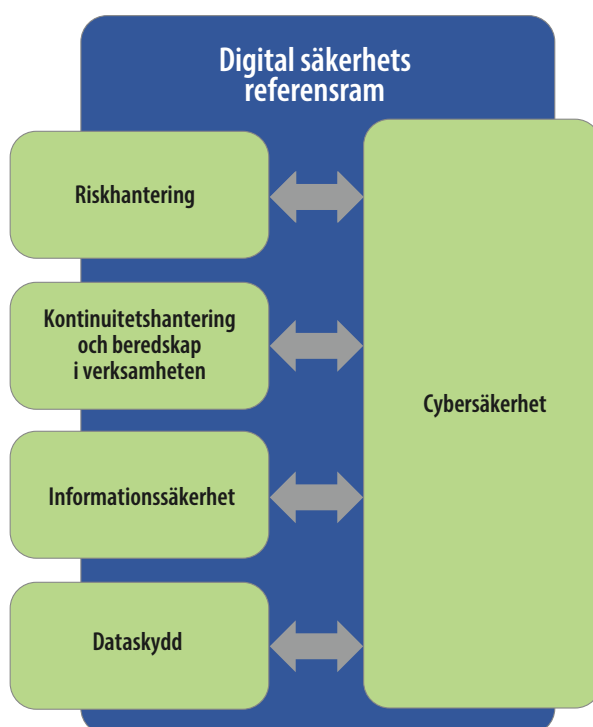 Digital säkerhets
referensram
Riskhantering
Kontinuitetshantering
och beredskap
i verksamheten
Informationssäkerhet
Dataskydd
Cybersäkerhet